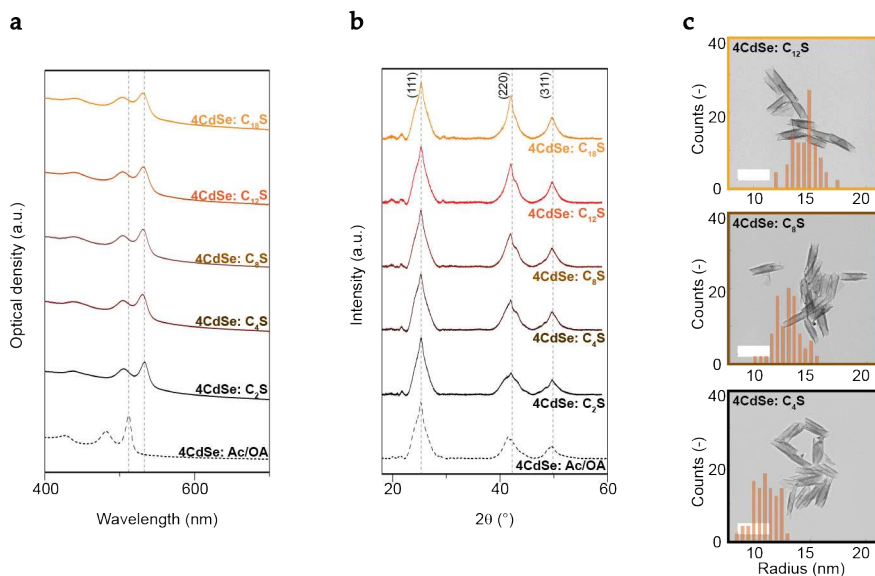 a
Optical density (a.u.)
4CdSe: C₁₈S
4CdSe: C₁₂S
4CdSe: C₈S
4CdSe: C₄S
4CdSe: C₂S
4CdSe: Ac/OA
400
600
Wavelength (nm)
b
Intensity (a.u.)
(111)
(220)
(311)
4CdSe: C₁₈S
4CdSe: C₁₂S
4CdSe: C₈S
4CdSe: C₄S
4CdSe: C₂S
4CdSe: Ac/OA
20
40
60
2θ (°)
c
4CdSe: C₁₂S
Counts (-)
40
20
0
10
15
20
4CdSe: C₈S
Counts (-)
40
20
0
10
15
20
4CdSe: C₄S
Counts (-)
40
20
0
10
15
20
Radius (nm)